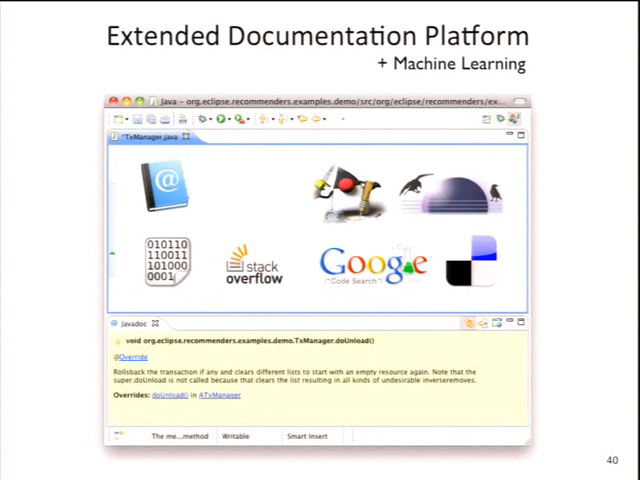 Extended Documentation Platform
+ Machine Learning
Java – org.eclipse.recommenders.examples.demo/src/org/eclipse/recommenders/ex...
*TxManager.java
@
010110
110011
101000
0001
stack
overflow
Google
"Code Search"
Javadoc
void org.eclipse.recommenders.examples.demo.TxManager.doUnload()
@Override
Rollsback the transaction if any and clears different lists to start with an empty resource again. Note that the
super.doUnload is not called because that clears the list resulting in all kinds of undesirable inverseremoves.
Overrides: doUnload() in ATxManager
The me...method Writable Smart Insert
40